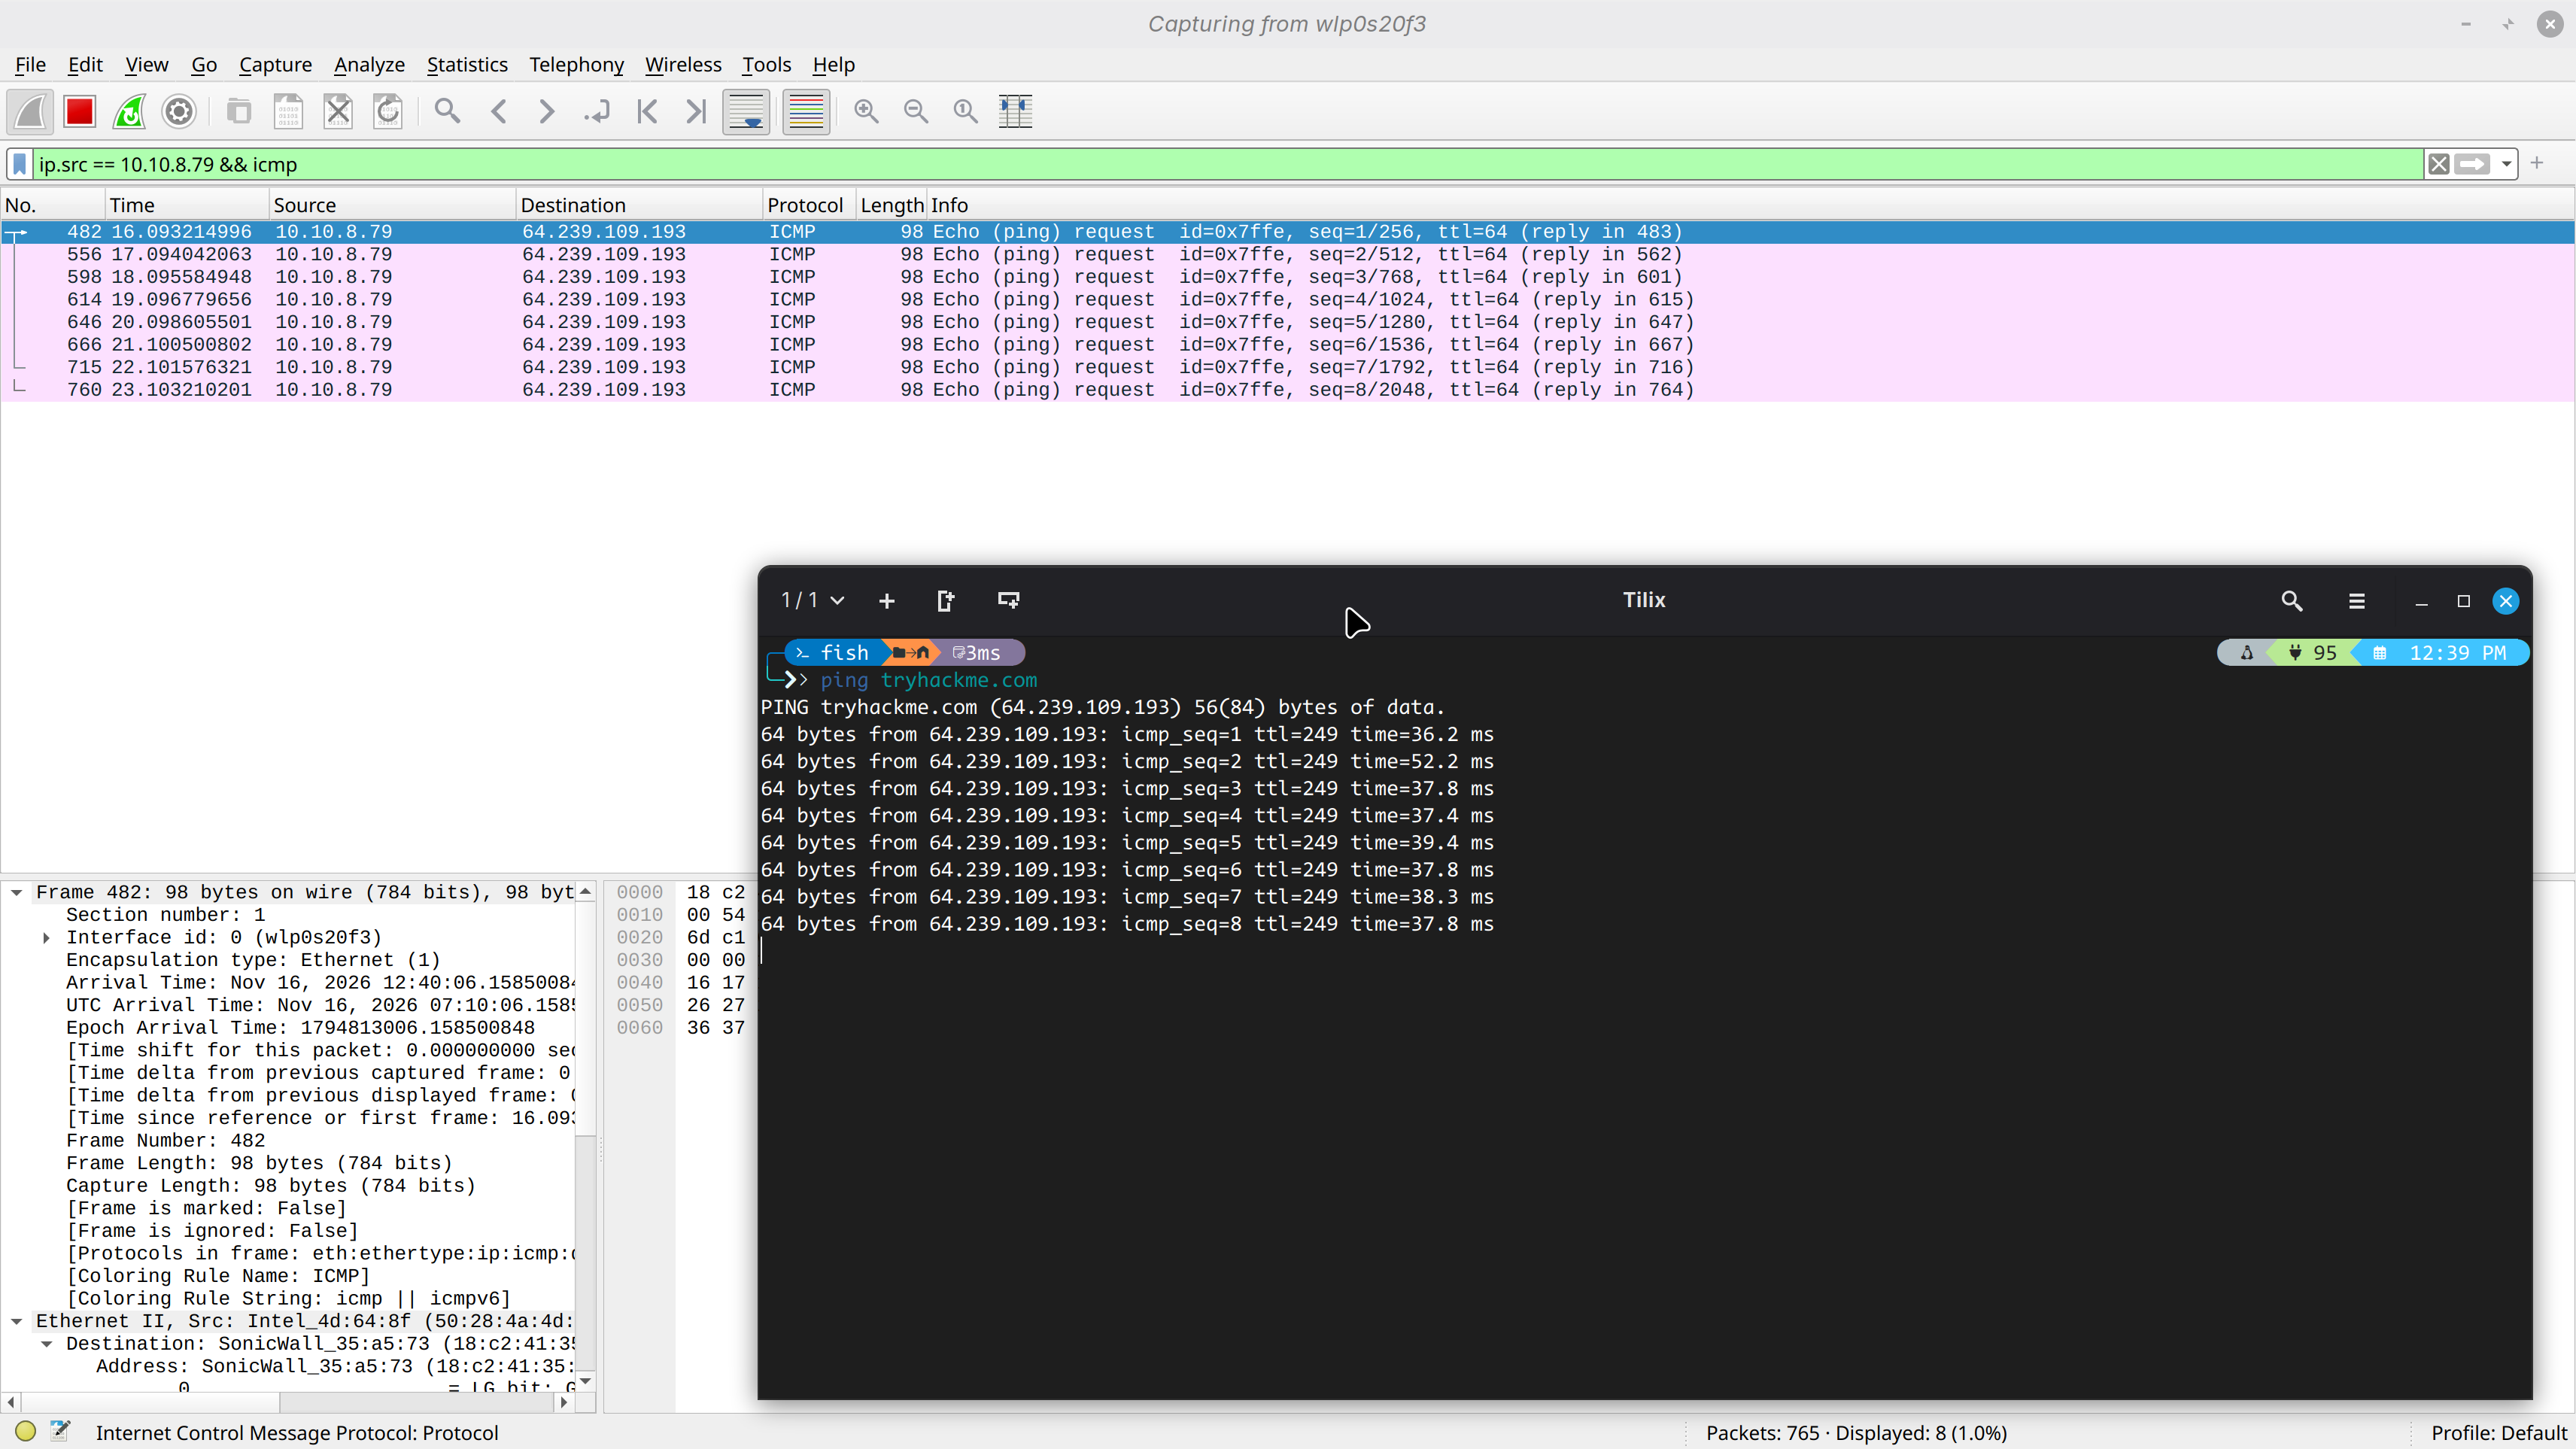 Capturing from wlp0s20f3
File Edit View Go Capture Analyze Statistics Telephony Wireless Tools Help
ip.src == 10.10.8.79 && icmp
No. Time Source Destination Protocol Length Info
482 16.093214996 10.10.8.79 64.239.109.193 ICMP 98 Echo (ping) request id=0x7ffe, seq=1/256, ttl=64 (reply in 483)
556 17.094042063 10.10.8.79 64.239.109.193 ICMP 98 Echo (ping) request id=0x7ffe, seq=2/512, ttl=64 (reply in 562)
598 18.095584948 10.10.8.79 64.239.109.193 ICMP 98 Echo (ping) request id=0x7ffe, seq=3/768, ttl=64 (reply in 601)
614 19.096779656 10.10.8.79 64.239.109.193 ICMP 98 Echo (ping) request id=0x7ffe, seq=4/1024, ttl=64 (reply in 615)
646 20.098605501 10.10.8.79 64.239.109.193 ICMP 98 Echo (ping) request id=0x7ffe, seq=5/1280, ttl=64 (reply in 647)
666 21.100500802 10.10.8.79 64.239.109.193 ICMP 98 Echo (ping) request id=0x7ffe, seq=6/1536, ttl=64 (reply in 667)
715 22.101576321 10.10.8.79 64.239.109.193 ICMP 98 Echo (ping) request id=0x7ffe, seq=7/1792, ttl=64 (reply in 716)
760 23.103210201 10.10.8.79 64.239.109.193 ICMP 98 Echo (ping) request id=0x7ffe, seq=8/2048, ttl=64 (reply in 764)
1/1 Tilix
fish 3ms 95 12:39 PM
ping tryhackme.com
PING tryhackme.com (64.239.109.193) 56(84) bytes of data.
64 bytes from 64.239.109.193: icmp_seq=1 ttl=249 time=36.2 ms
64 bytes from 64.239.109.193: icmp_seq=2 ttl=249 time=52.2 ms
64 bytes from 64.239.109.193: icmp_seq=3 ttl=249 time=37.8 ms
64 bytes from 64.239.109.193: icmp_seq=4 ttl=249 time=37.4 ms
64 bytes from 64.239.109.193: icmp_seq=5 ttl=249 time=39.4 ms
64 bytes from 64.239.109.193: icmp_seq=6 ttl=249 time=37.8 ms
64 bytes from 64.239.109.193: icmp_seq=7 ttl=249 time=38.3 ms
64 bytes from 64.239.109.193: icmp_seq=8 ttl=249 time=37.8 ms
Frame 482: 98 bytes on wire (784 bits), 98 byt
Section number: 1
Interface id: 0 (wlp0s20f3)
Encapsulation type: Ethernet (1)
Arrival Time: Nov 16, 2026 12:40:06.15850084
UTC Arrival Time: Nov 16, 2026 07:10:06.1585
Epoch Arrival Time: 1794813006.158500848
[Time shift for this packet: 0.000000000 sec
[Time delta from previous captured frame: 0
[Time delta from previous displayed frame: 0
[Time since reference or first frame: 16.093
Frame Number: 482
Frame Length: 98 bytes (784 bits)
Capture Length: 98 bytes (784 bits)
[Frame is marked: False]
[Frame is ignored: False]
[Protocols in frame: eth:ethertype:ip:icmp:d
[Coloring Rule Name: ICMP]
[Coloring Rule String: icmp || icmpv6]
Ethernet II, Src: Intel_4d:64:8f (50:28:4a:4d:
Destination: SonicWall_35:a5:73 (18:c2:41:35
Address: SonicWall_35:a5:73 (18:c2:41:35:
0000 18 c2
0010 00 54
0020 6d c1
0030 00 00
0040 16 17
0050 26 27
0060 36 37
Internet Control Message Protocol: Protocol
Packets: 765 · Displayed: 8 (1.0%)
Profile: Default